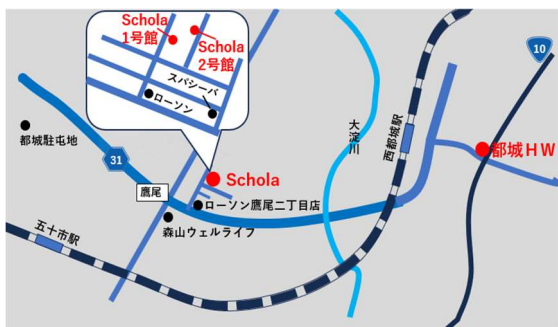 Schola
1号館
Schola
2号館
スパシーバ
ローソン
10
都城駐屯地
31
鷹尾
Schola
ローソン鷹尾二丁目店
森山ウェルライフ
大淀川
西都城駅
都城HW
五十市駅